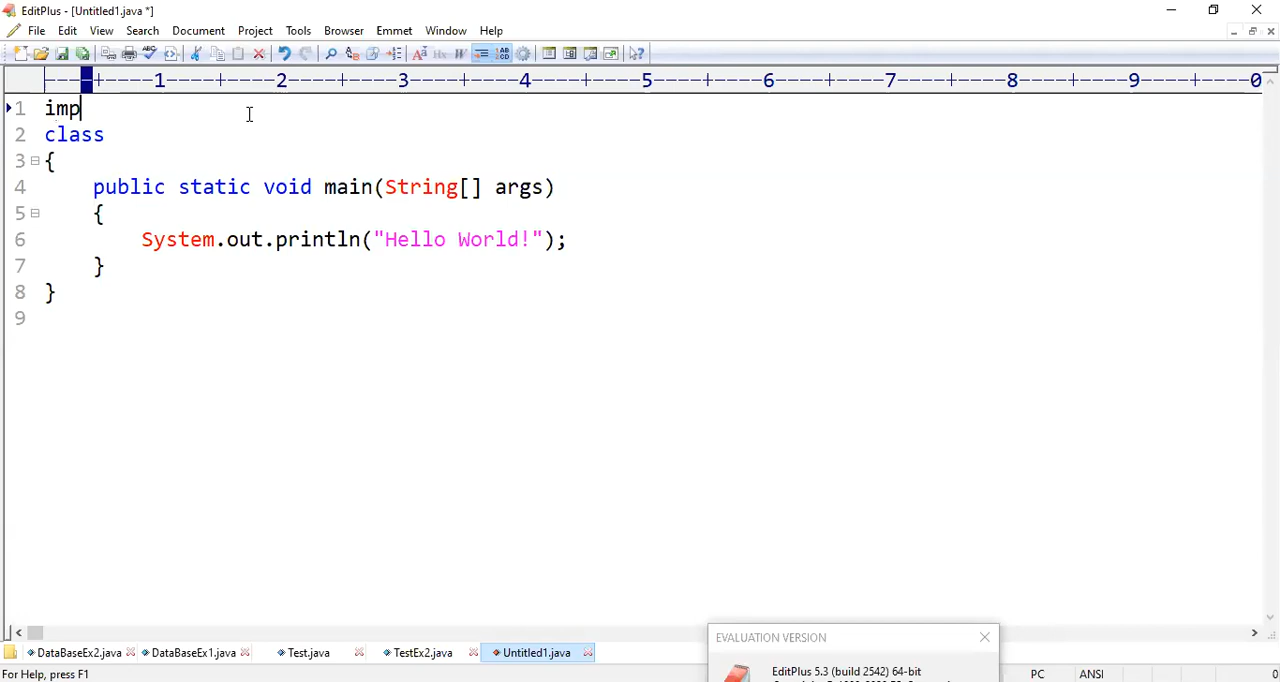 EditPlus - [Untitled1.java *]
File Edit View Search Document Project Tools Browser Emmet Window Help
----+----1----+----2----+----3----+----4----+----5----+----6----+----7----+----8----+----9----+----0
1 imp
2 class
3 {
4 public static void main(String[] args)
5 {
6 System.out.println("Hello World!");
7 }
8 }
9
EVALUATION VERSION
DataBaseEx2.java DataBaseEx1.java Test.java TestEx2.java Untitled1.java
EditPlus 5.3 (build 2542) 64-bit
For Help, press F1 PC ANSI 0